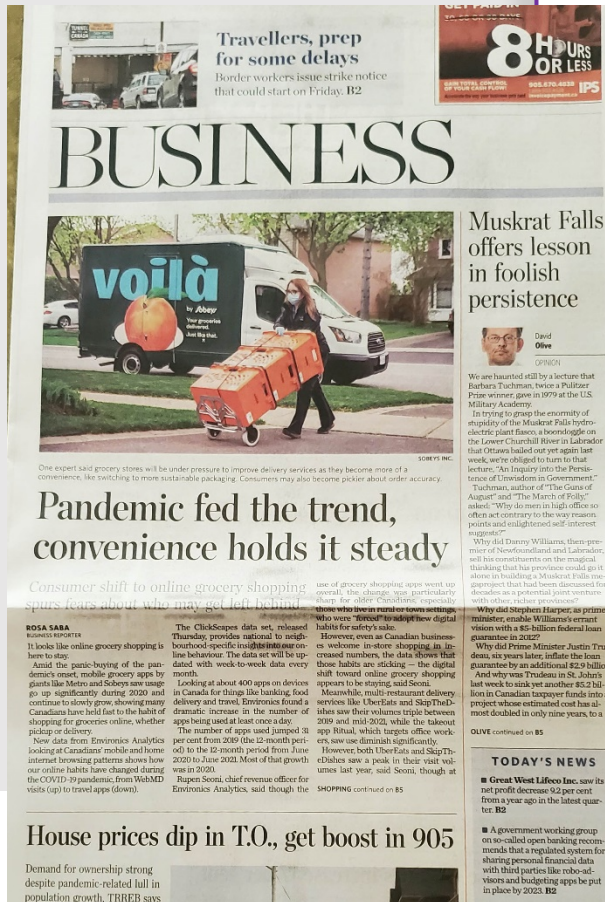 TUNNEL
TO
CANADA
Travellers, prep
for some delays
Border workers issue strike notice
that could start on Friday. B2
GET PAID IN
8 HOURS
OR LESS
GAIN TOTAL CONTROL
OF YOUR CASH FLOW!
905.670.4033
IPS
BUSINESS
voilà
by Sobeys
Your groceries
delivered.
Just like that.
SOBEYS INC.
One expert said grocery stores will be under pressure to improve delivery services as they become more of a
convenience, like switching to more sustainable packaging. Consumers may also become pickier about order accuracy.
Pandemic fed the trend,
convenience holds it steady
Consumer shift to online grocery shopping
spurs fears about who may get left behind
ROSA SABA
BUSINESS REPORTER
It looks like online grocery shopping is
here to stay.
Amid the panic-buying of the pan-
demic's onset, mobile grocery apps by
giants like Metro and Sobeys saw usage
go up significantly during 2020 and
continue to slowly grow, showing many
Canadians have held fast to the habit of
shopping for groceries online, whether
pickup or delivery.
New data from Environics Analytics
looking at Canadians' mobile and home
internet browsing patterns shows how
our online habits have changed during
the COVID-19 pandemic, from WebMD
visits (up) to travel apps (down).
The ClickScapes data set, released
Thursday, provides national to neigh-
bourhood-specific insights into our on-
line behaviour. The data set will be up-
dated with week-to-week data every
month.
Looking at about 400 apps on devices
in Canada for things like banking, food
delivery and travel, Environics found a
dramatic increase in the number of
apps being used at least once a day.
The number of apps used jumped 31
per cent from 2019 (the 12-month peri-
od) to the 12-month period from June
2020 to June 2021. Most of that growth
was in 2020.
Rupen Seoni, chief revenue officer for
Environics Analytics, said though the
use of grocery shopping apps went up
overall, the change was particularly
sharp for older Canadians, especially
those who live in rural or town settings,
who were "forced" to adopt new digital
habits for safety's sake.
However, even as Canadian business-
es welcome in-store shopping in in-
creased numbers, the data shows that
those habits are sticking — the digital
shift toward online grocery shopping
appears to be staying, said Seoni.
Meanwhile, multi-restaurant delivery
services like UberEats and SkipTheD-
ishes saw their volumes triple between
2019 and mid-2021, while the takeout
app Ritual, which targets office work-
ers, saw use diminish significantly.
However, both UberEats and SkipTh-
eDishes saw a peak in their visit vol-
umes last year, said Seoni, though at
SHOPPING continued on B5
Muskrat Falls
offers lesson
in foolish
persistence
David
Olive
OPINION
We are haunted still by a lecture that
Barbara Tuchman, twice a Pulitzer
Prize winner, gave in 1979 at the U.S.
Military Academy.
In trying to grasp the enormity of
stupidity of the Muskrat Falls hydro-
electric plant fiasco, a boondoggle on
the Lower Churchill River in Labrador
that Ottawa bailed out yet again last
week, we're obliged to turn to that
lecture, "An Inquiry into the Persis-
tence of Unwisdom in Government."
Tuchman, author of "The Guns of
August" and "The March of Folly,"
asked: "Why do men in high office so
often act contrary to the way reason
points and enlightened self-interest
suggests?"
Why did Danny Williams, then-pre-
mier of Newfoundland and Labrador,
sell his constituents on the magical
thinking that his province could go it
alone in building a Muskrat Falls me-
gaproject that had been discussed for
decades as a potential joint venture
with other, richer provinces?
Why did Stephen Harper, as prime
minister, enable Williams's errant
vision with a $5-billion federal loan
guarantee in 2012?
Why did Prime Minister Justin Tru
deau, six years later, inflate the loan
guarantee by an additional $2.9 billio
And why was Trudeau in St. John's
last week to sink yet another $5.2 bil-
lion in Canadian taxpayer funds into
project whose estimated cost has al-
most doubled in only nine years, to a
OLIVE continued on B5
TODAY'S NEWS
■ Great West Lifeco Inc. saw its
net profit decrease 9.2 per cent
from a year ago in the latest quar-
ter. B2
■ A government working group
on so-called open banking recom-
mends that a regulated system for
sharing personal financial data
with third parties like robo-ad-
visors and budgeting apps be put
in place by 2023. B2
House prices dip in T.O., get boost in 905
Demand for ownership strong
despite pandemic-related lull in
population growth, TRREB says